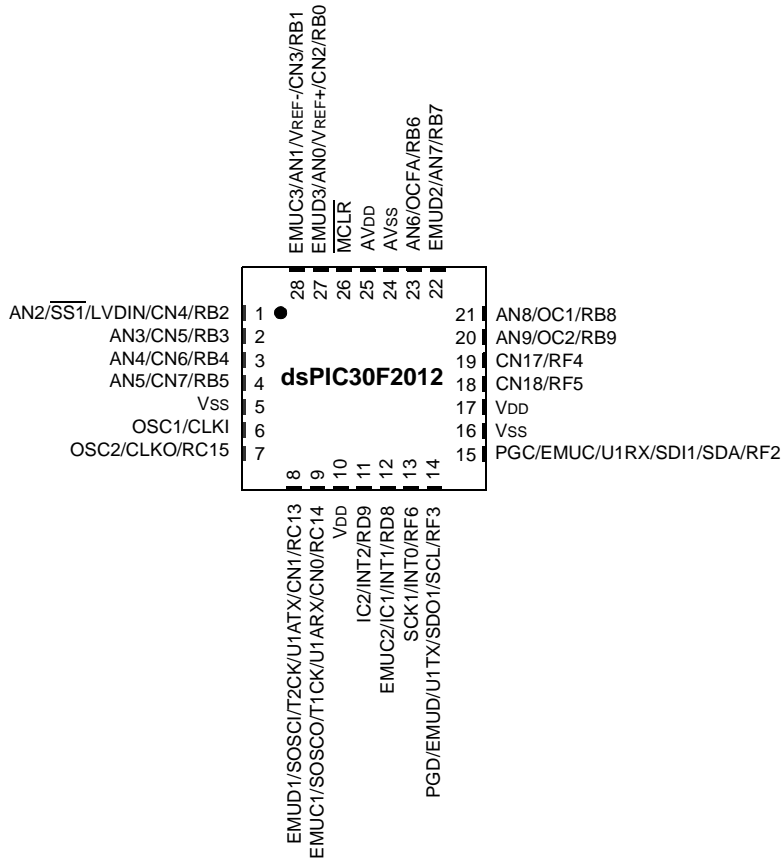 EMUC3/AN1/VREF-/CN3/RB1
EMUD3/AN0/VREF+/CN2/RB0
MCLR
AVDD
AVSS
AN6/OCFA/RB6
EMUD2/AN7/RB7
28
27
26
25
24
23
22
AN2/SS1/LVDIN/CN4/RB2 1
AN3/CN5/RB3 2
AN4/CN6/RB4 3
AN5/CN7/RB5 4
VSS 5
OSC1/CLKI 6
OSC2/CLKO/RC15 7
dsPIC30F2012
21 AN8/OC1/RB8
20 AN9/OC2/RB9
19 CN17/RF4
18 CN18/RF5
17 VDD
16 VSS
15 PGC/EMUC/U1RX/SDI1/SDA/RF2
8
9
10
11
12
13
14
EMUD1/SOSCI/T2CK/U1ATX/CN1/RC13
EMUC1/SOSCO/T1CK/U1ARX/CN0/RC14
VDD
IC2/INT2/RD9
EMUC2/IC1/INT1/RD8
SCK1/INT0/RF6
PGD/EMUD/U1TX/SDO1/SCL/RF3